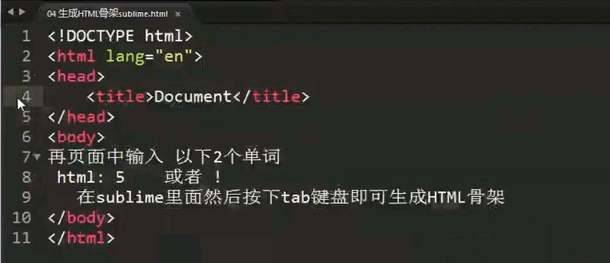 04 生成HTML骨架sublime.html ×
1 <!DOCTYPE html>
2 <html lang="en">
3 <head>
4     <title>Document</title>
5 </head>
6 <body>
7 再页面中输入 以下2个单词
8  html: 5    或者 !
9    在sublime里面然后按下tab键盘即可生成HTML骨架
10 </body>
11 </html>